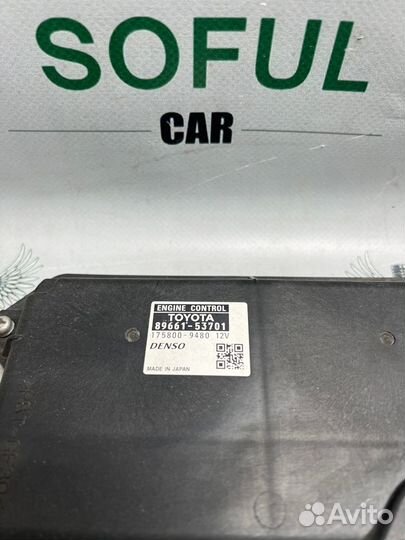 SOFUL
CAR
ENGINE CONTROL
TOYOTA
89661-53701
175800-9480 12V
DENSO
MADE IN JAPAN
Avito